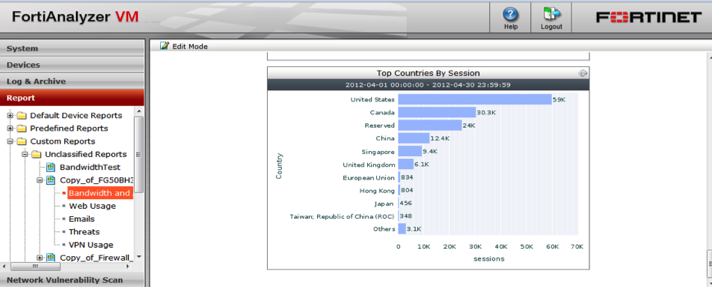 FortiAnalyzer VM
Help
Logout
FORTINET
System
Devices
Log & Archive
Report
Default Device Reports
Predefined Reports
Custom Reports
Unclassified Reports
BandwidthTest
Copy_of_FG50BH3
Bandwidth and
Web Usage
Emails
Threats
VPN Usage
Copy_of_Firewall_
Network Vulnerability Scan
Edit Mode
Top Countries By Session
2012-04-01 00:00:00 - 2012-04-30 23:59:59
Country
United States 59K
Canada 30.3K
Reserved 24K
China 12.4K
Singapore 9.4K
United Kingdom 6.1K
European Union 834
Hong Kong 804
Japan 456
Taiwan; Republic of China (ROC) 348
Others 3.1K
0 10K 20K 30K 40K 50K 60K 70K
sessions